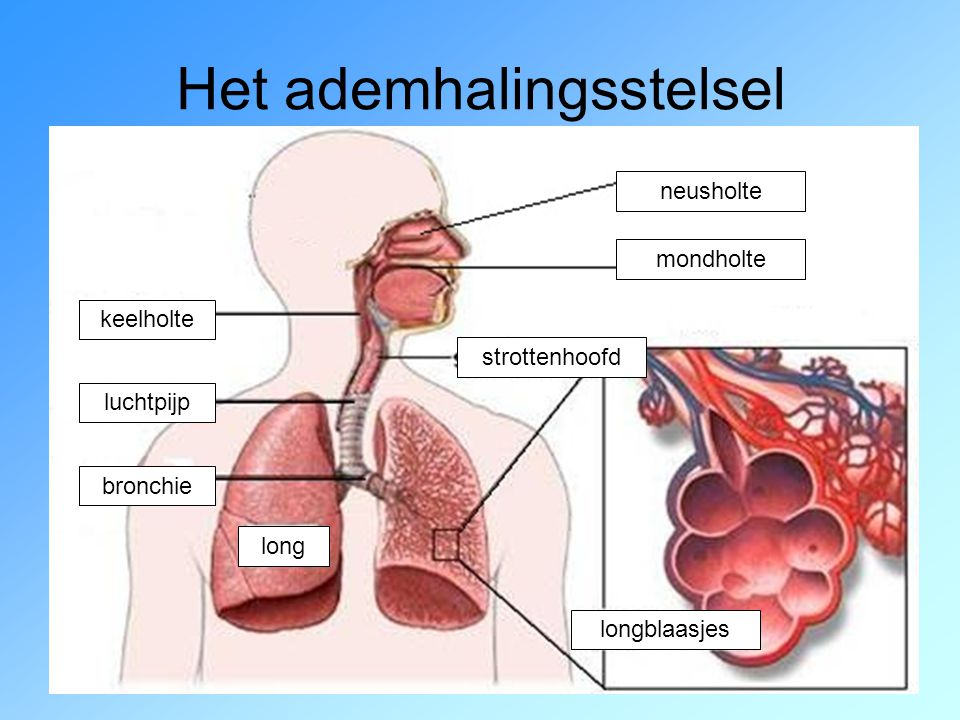 Het ademhalingsstelsel
neusholte
mondholte
keelholte
strottenhoofd
luchtpijp
bronchie
long
longblaasjes